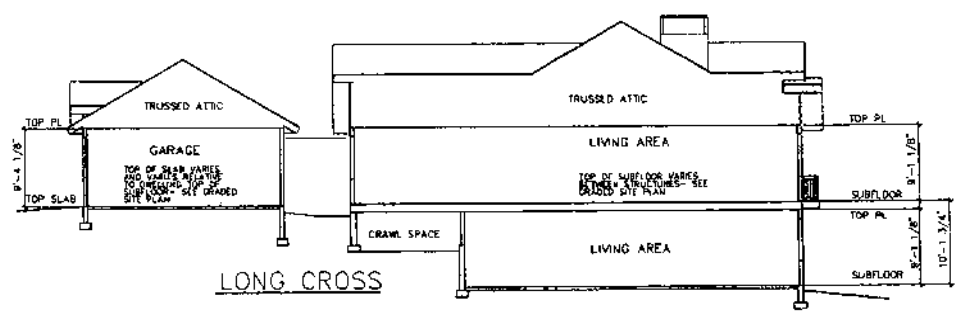 TRUSSED ATTIC
TOP PL
GARAGE
TOP OF SLAB VARIES
AND VARIES RELATIVE
TO DWELLING TOP OF
SUBFLOOR- SEE GRADED
SITE PLAN
9'-4 1/8"
TOP SLAB
TRUSSED ATTIC
TOP PL
LIVING AREA
TOP OF SUBFLOOR VARIES
BETWEEN STRUCTURES- SEE
GRADED SITE PLAN
9'-1 1/8"
SUBFLOOR
TOP PL
CRAWL SPACE
LIVING AREA
9'-1 1/8"
10'-1 3/4"
SUBFLOOR
LONG CROSS